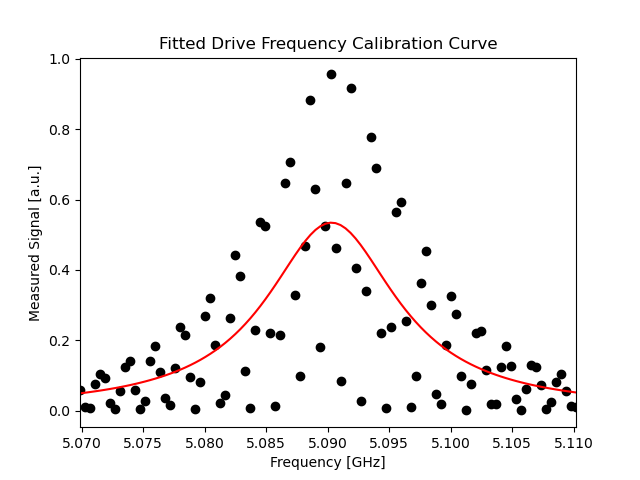 Fitted Drive Frequency Calibration Curve
1.0
0.8
0.6
0.4
0.2
0.0
Measured Signal [a.u.]
5.070 5.075 5.080 5.085 5.090 5.095 5.100 5.105 5.110
Frequency [GHz]